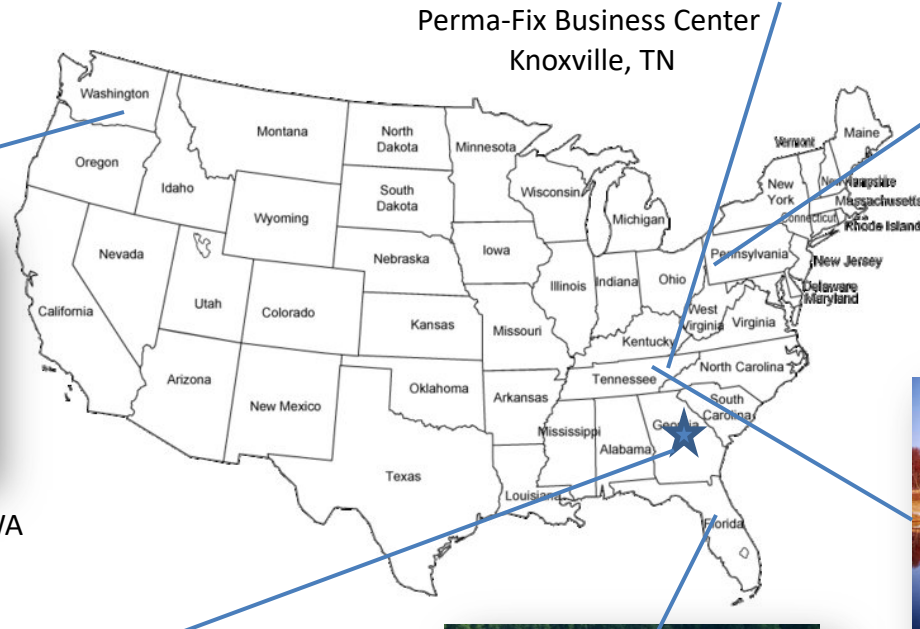 Perma-Fix Business Center
Knoxville, TN
Washington
Oregon
Montana
Idaho
Wyoming
North
Dakota
South
Dakota
Minnesota
Wisconsin
Michigan
Vermont
Maine
New
York
New Hampshire
Massachusetts
Connecticut
Rhode Island
Pennsylvania
New Jersey
Delaware
Maryland
Nevada
Utah
California
Colorado
Nebraska
Iowa
Illinois
Indiana
Ohio
West
Virginia
Virginia
Kansas
Missouri
Kentucky
Arizona
New Mexico
Oklahoma
Arkansas
Tennessee
North Carolina
South
Carolina
Mississippi
Alabama
Georgia
Texas
Louisiana
Florida
WA